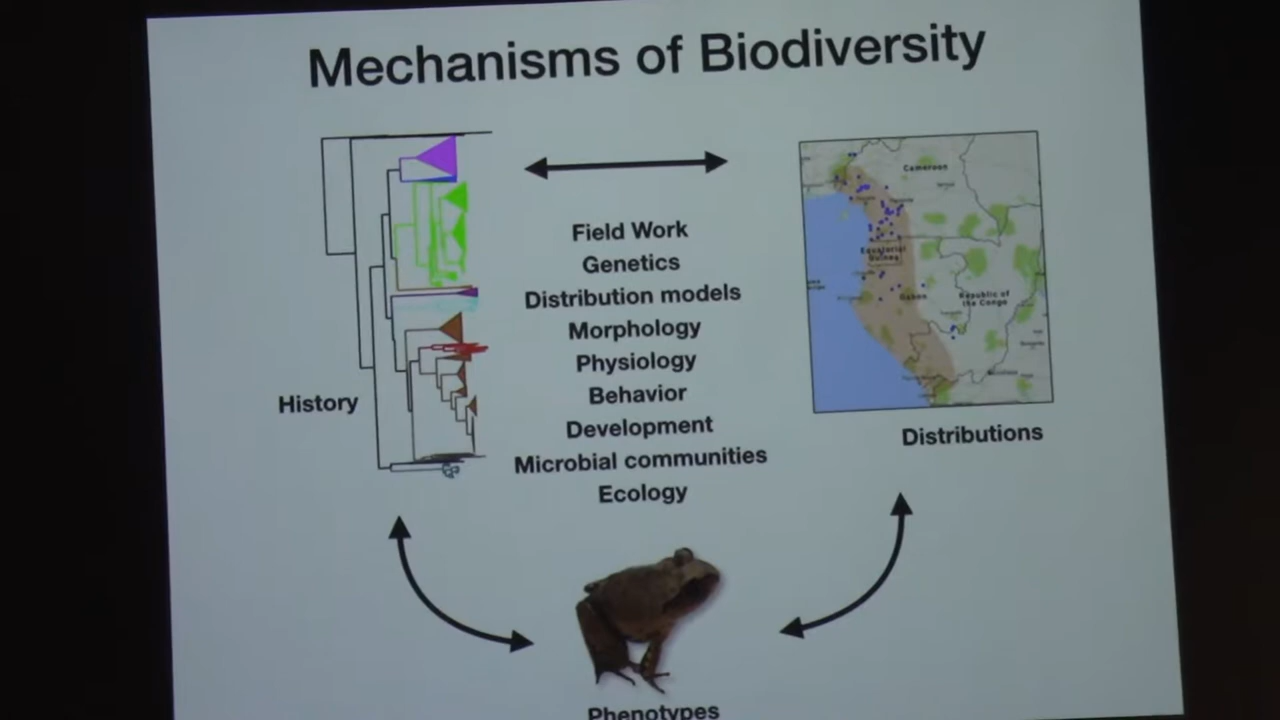 Mechanisms of Biodiversity
Cameroon
Field Work
Genetics
Distribution models
Morphology
Physiology
Behavior
Development
Microbial communities
Ecology
Equatorial
Guinea
Gabon
Republic of
the Congo
History
Distributions
Phenotypes